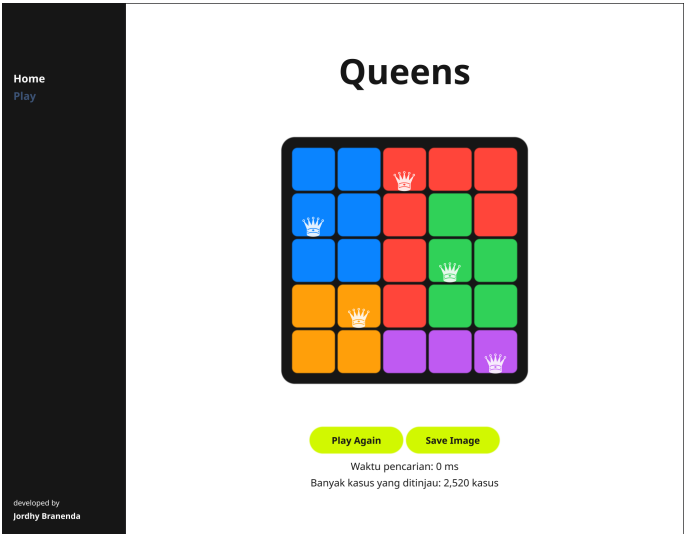 Home
Play
Queens
Play Again
Save Image
Waktu pencarian: 0 ms
Banyak kasus yang ditinjau: 2,520 kasus
developed by
Jordhy Branenda